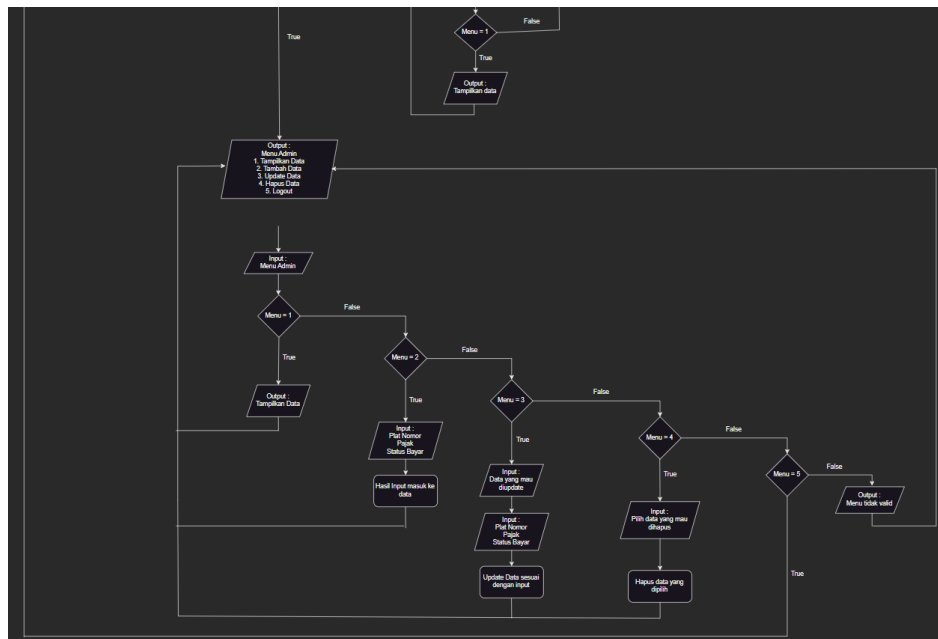 False
Menu = 1
True
True
Output :
Tampilkan data
Output :
Menu Admin
1. Tampilkan Data
2. Tambah Data
3. Update Data
4. Hapus Data
5. Logout
Input :
Menu Admin
Menu = 1
False
True
Menu = 2
False
Output :
Tampilkan Data
True
Menu = 3
False
Input :
Plat Nomor
Pajak
Status Bayar
True
Menu = 4
False
Hasil Input masuk ke
data
Input :
Data yang mau
diupdate
True
Menu = 5
False
Output :
Menu tidak valid
Input :
Plat Nomor
Pajak
Status Bayar
Input :
Pilih data yang mau
dihapus
Update Data sesuai
dengan input
Hapus data yang
dipilih
True